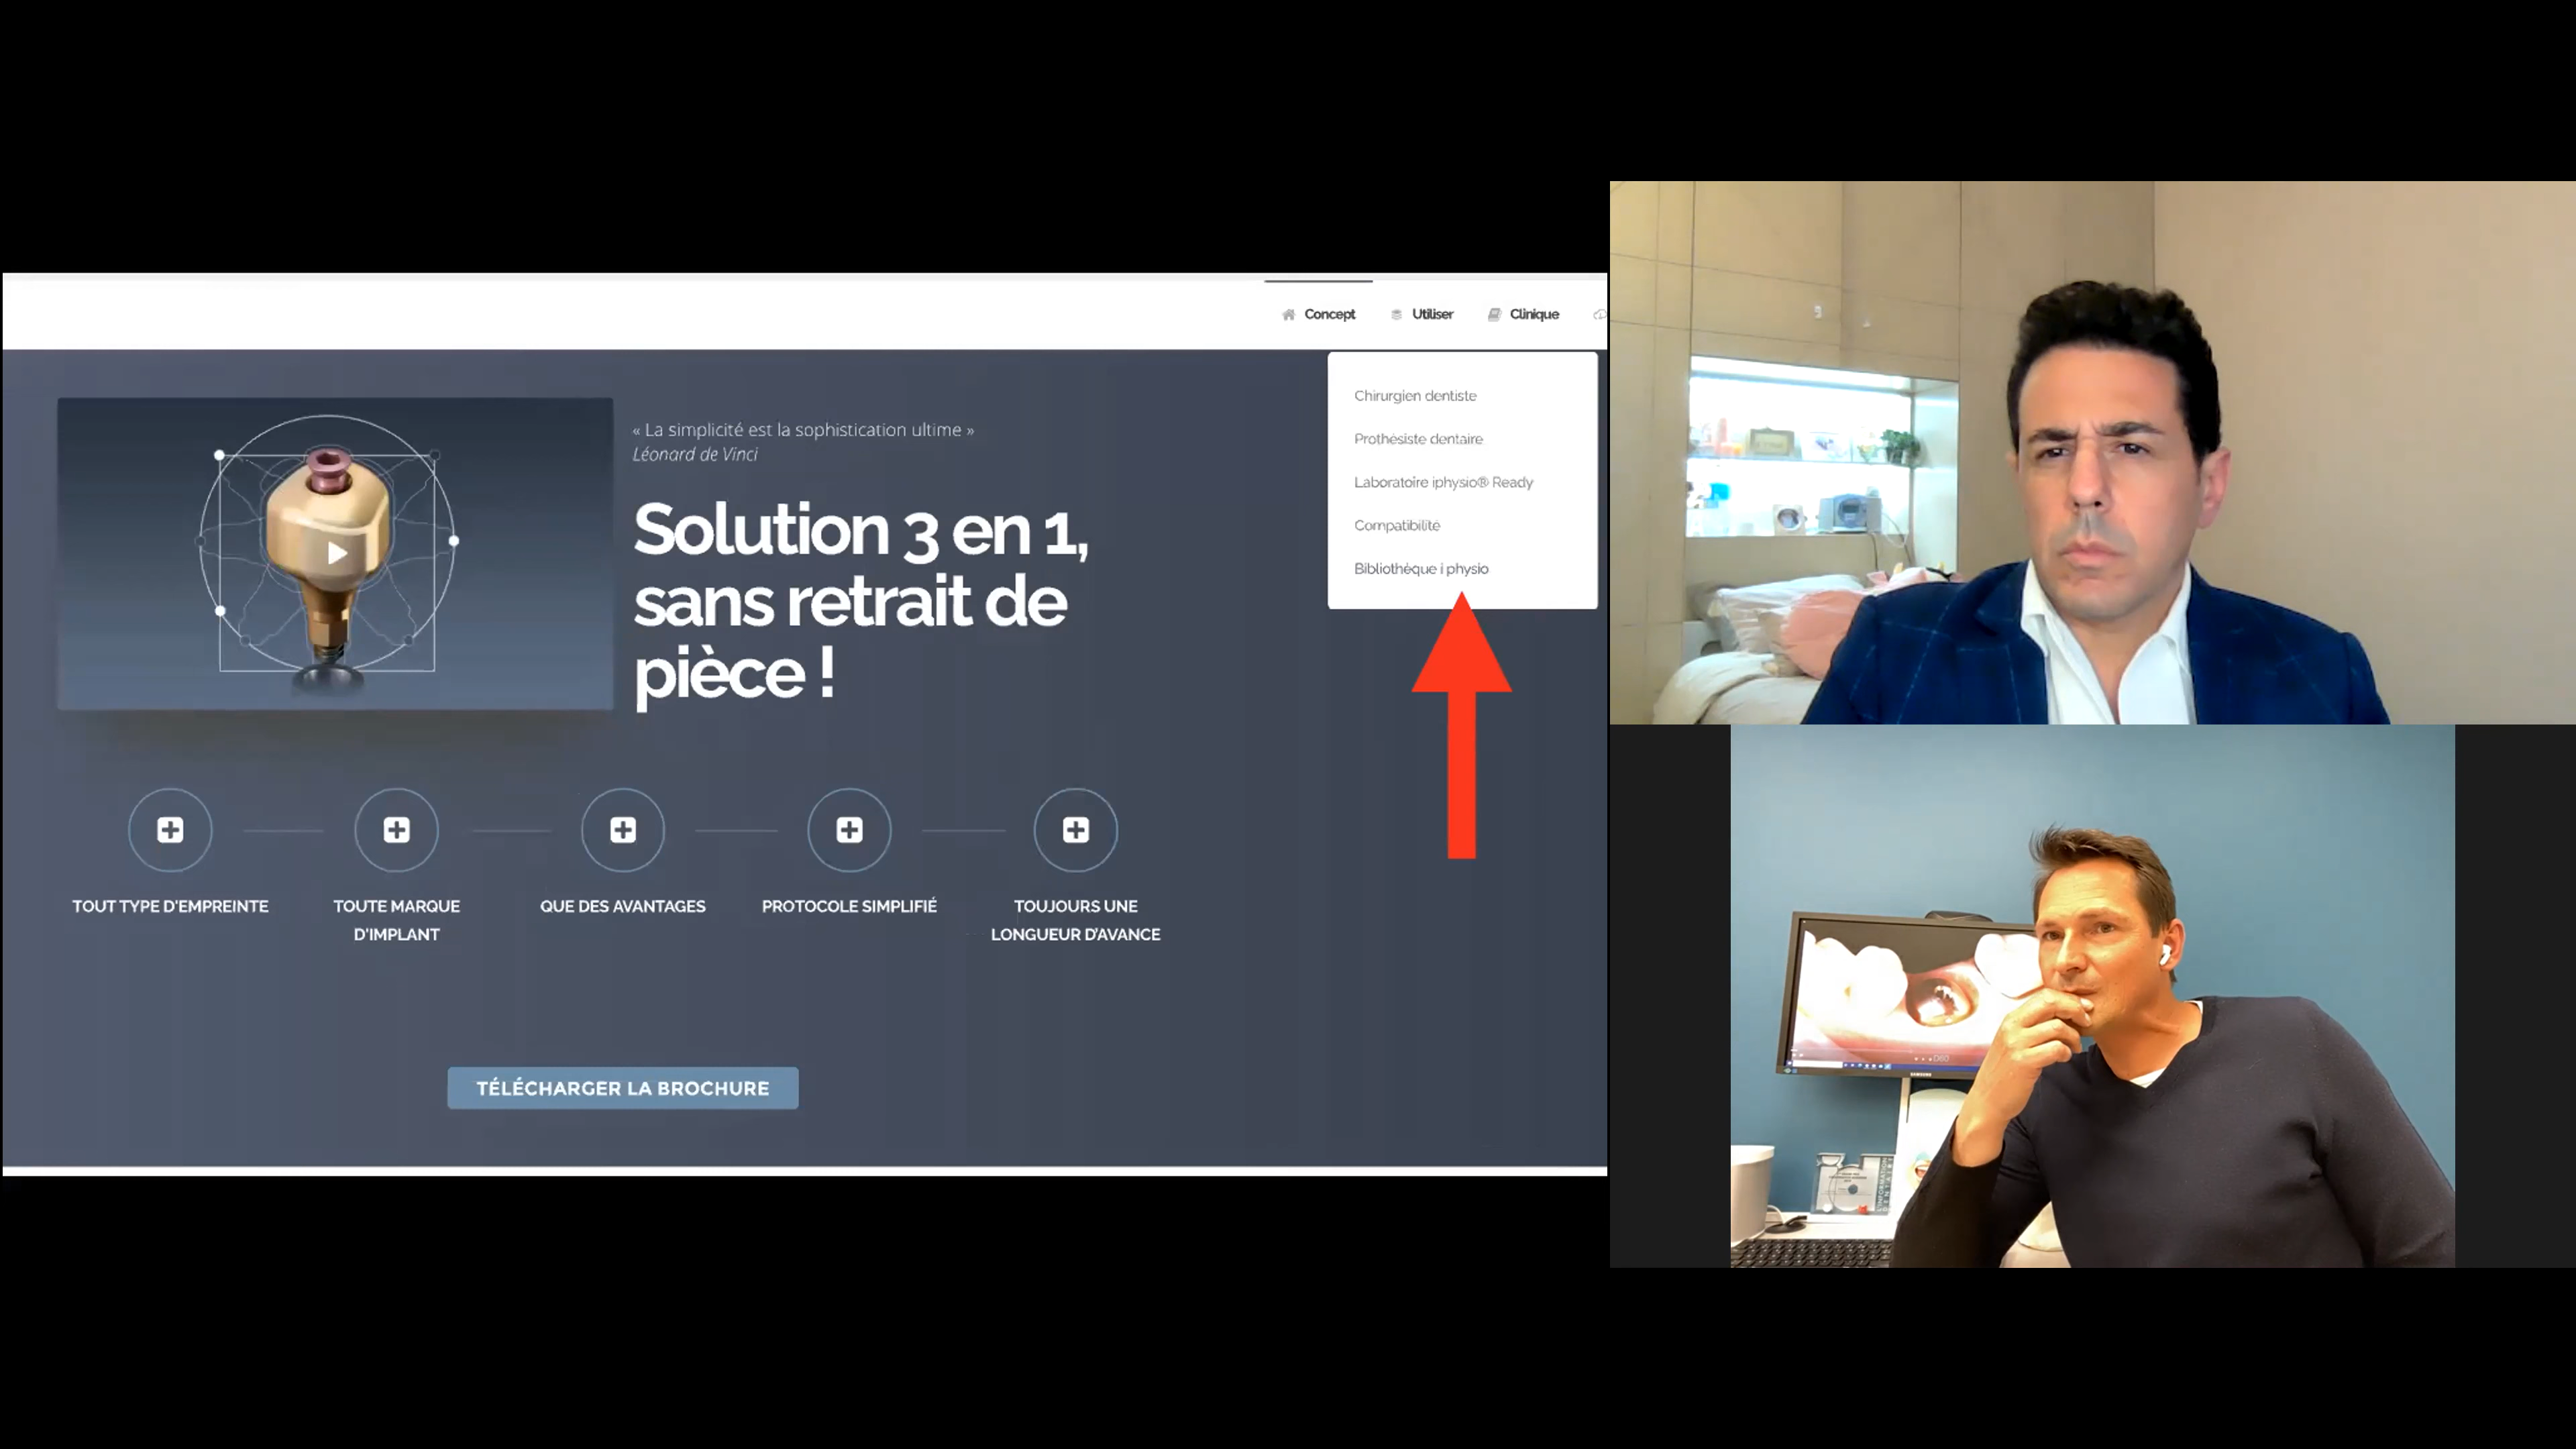 Concept
Utiliser
Clinique
Chirurgien dentiste
Prothésiste dentaire
Laboratoire iphysio® Ready
Compatibilité
Bibliothèque i physio
« La simplicité est la sophistication ultime »
Léonard de Vinci
Solution 3 en 1,
sans retrait de
pièce !
TOUT TYPE D'EMPREINTE
TOUTE MARQUE
D'IMPLANT
QUE DES AVANTAGES
PROTOCOLE SIMPLIFIÉ
TOUJOURS UNE
LONGUEUR D'AVANCE
TÉLÉCHARGER LA BROCHURE
SAMSUNG